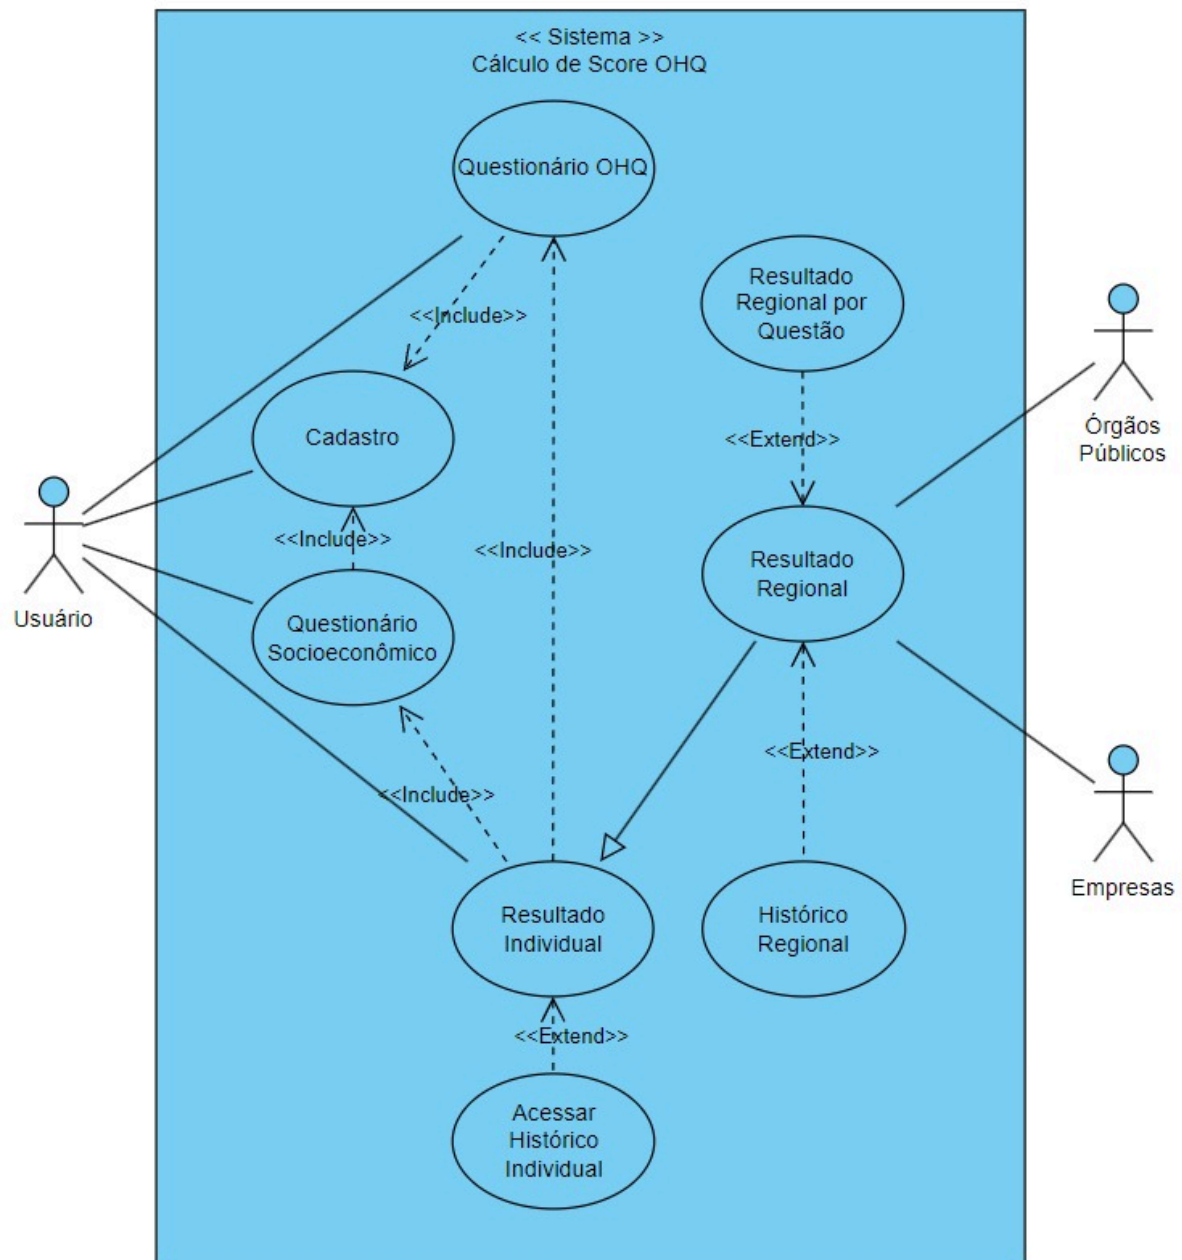 << Sistema >>
Cálculo de Score OHQ
Questionário OHQ
Resultado
Regional por
Questão
<<Include>>
Órgãos
Públicos
Cadastro
<<Extend>>
<<Include>>
<<Include>>
Resultado
Regional
Usuário
Questionário
Socioeconômico
<<Extend>>
<<Include>>
Empresas
Resultado
Individual
Histórico
Regional
<<Extend>>
Acessar
Histórico
Individual